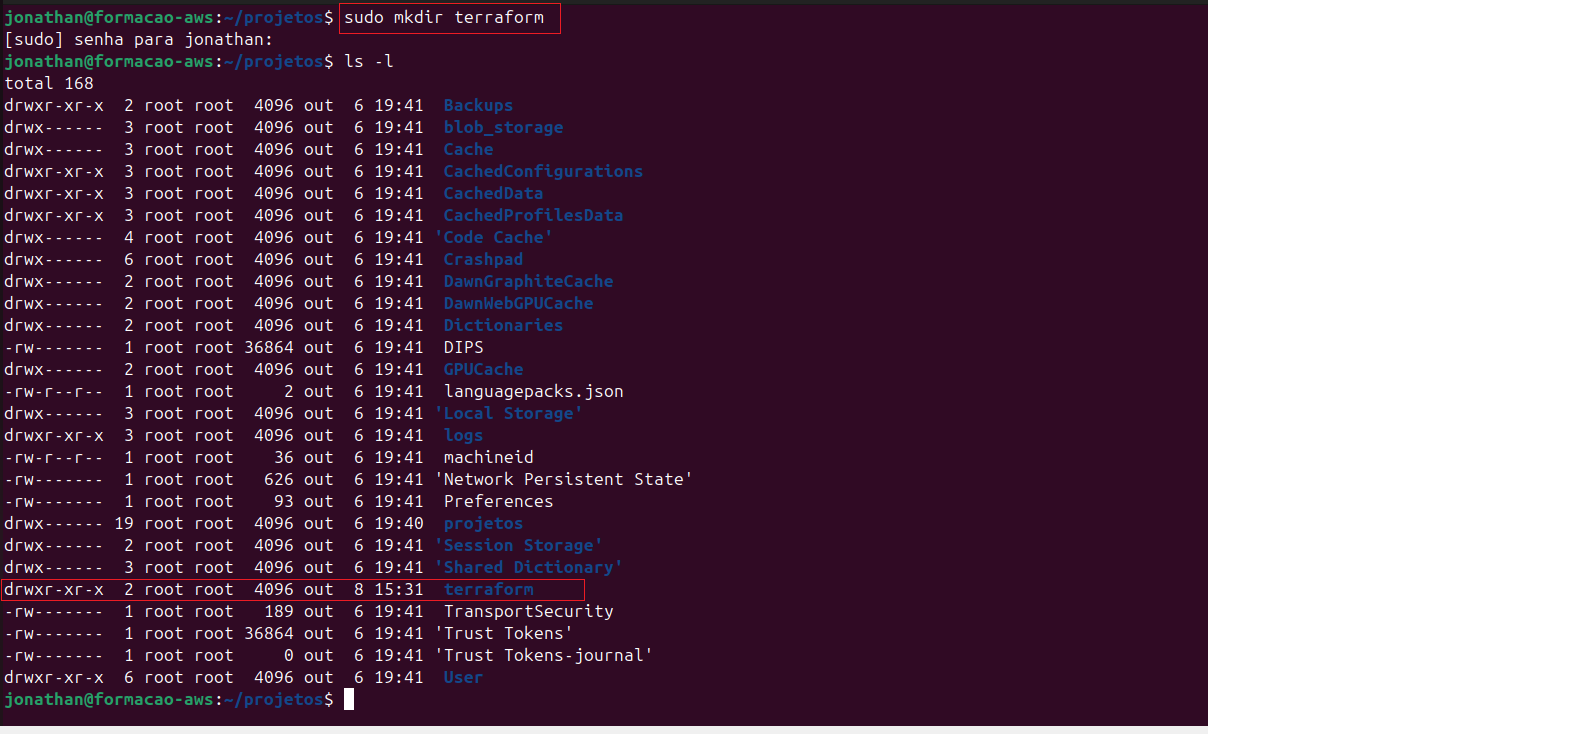 jonathan@formacao-aws:~/projetos$ sudo mkdir terraform
[sudo] senha para jonathan:
jonathan@formacao-aws:~/projetos$ ls -l
total 168
drwxr-xr-x  2 root root  4096 out  6 19:41  Backups
drwx------  3 root root  4096 out  6 19:41  blob_storage
drwx------  3 root root  4096 out  6 19:41  Cache
drwxr-xr-x  3 root root  4096 out  6 19:41  CachedConfigurations
drwxr-xr-x  3 root root  4096 out  6 19:41  CachedData
drwxr-xr-x  3 root root  4096 out  6 19:41  CachedProfilesData
drwx------  4 root root  4096 out  6 19:41 'Code Cache'
drwx------  6 root root  4096 out  6 19:41  Crashpad
drwx------  2 root root  4096 out  6 19:41  DawnGraphiteCache
drwx------  2 root root  4096 out  6 19:41  DawnWebGPUCache
drwx------  2 root root  4096 out  6 19:41  Dictionaries
-rw-------  1 root root 36864 out  6 19:41  DIPS
drwx------  2 root root  4096 out  6 19:41  GPUCache
-rw-r--r--  1 root root     2 out  6 19:41  languagepacks.json
drwx------  3 root root  4096 out  6 19:41 'Local Storage'
drwxr-xr-x  3 root root  4096 out  6 19:41  logs
-rw-r--r--  1 root root    36 out  6 19:41  machineid
-rw-------  1 root root   626 out  6 19:41 'Network Persistent State'
-rw-------  1 root root    93 out  6 19:41  Preferences
drwx------ 19 root root  4096 out  6 19:40  projetos
drwx------  2 root root  4096 out  6 19:41 'Session Storage'
drwx------  3 root root  4096 out  6 19:41 'Shared Dictionary'
drwxr-xr-x  2 root root  4096 out  8 15:31  terraform
-rw-------  1 root root   189 out  6 19:41  TransportSecurity
-rw-------  1 root root 36864 out  6 19:41 'Trust Tokens'
-rw-------  1 root root     0 out  6 19:41 'Trust Tokens-journal'
drwxr-xr-x  6 root root  4096 out  6 19:41  User
jonathan@formacao-aws:~/projetos$